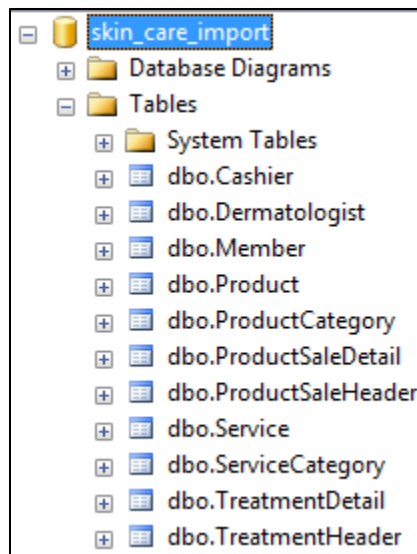 skin_care_import
Database Diagrams
Tables
System Tables
dbo.Cashier
dbo.Dermatologist
dbo.Member
dbo.Product
dbo.ProductCategory
dbo.ProductSaleDetail
dbo.ProductSaleHeader
dbo.Service
dbo.ServiceCategory
dbo.TreatmentDetail
dbo.TreatmentHeader